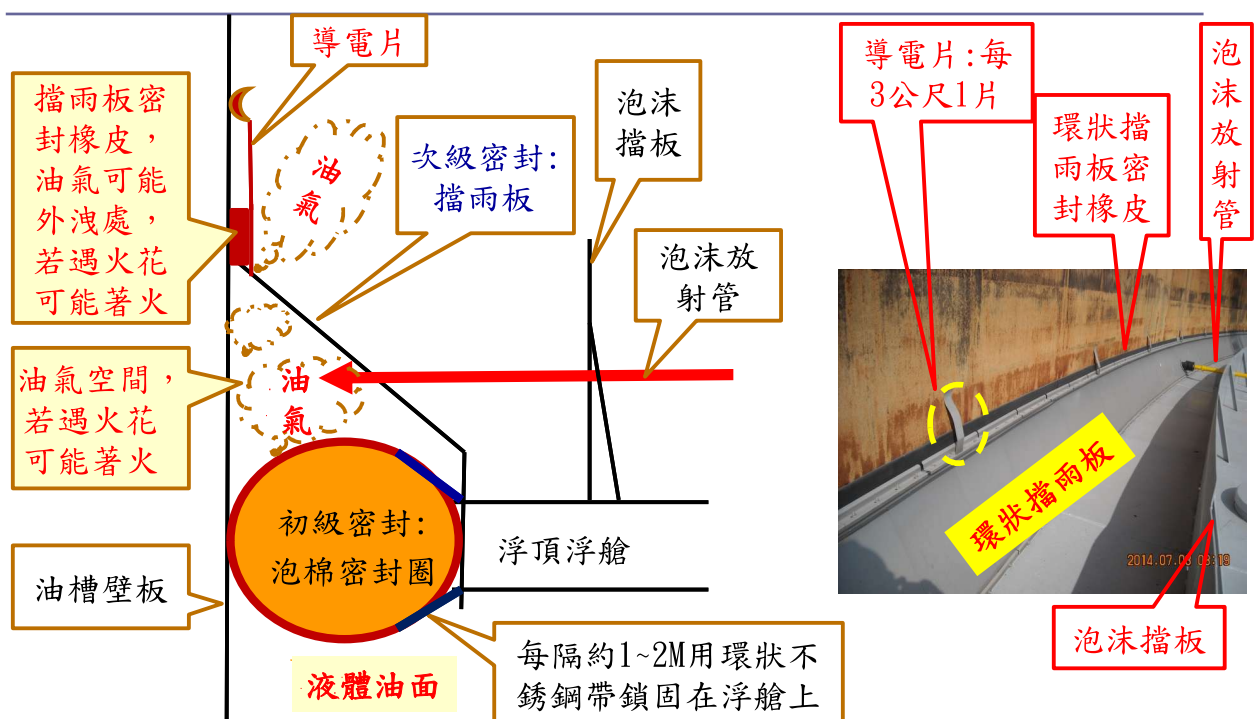 導電片
擋雨板密
封橡皮，
油氣可能
外洩處，
若遇火花
可能著火
油
氣
次級密封:
擋雨板
泡沫
擋板
泡沫放
射管
油氣空間，
若遇火花
可能著火
油
氣
初級密封:
泡棉密封圈
浮頂浮艙
油槽壁板
液體油面
每隔約1~2M用環狀不
銹鋼帶鎖固在浮艙上
導電片:每
3公尺1片
環狀擋
雨板密
封橡皮
泡
沫
放
射
管
環狀擋雨板
泡沫擋板